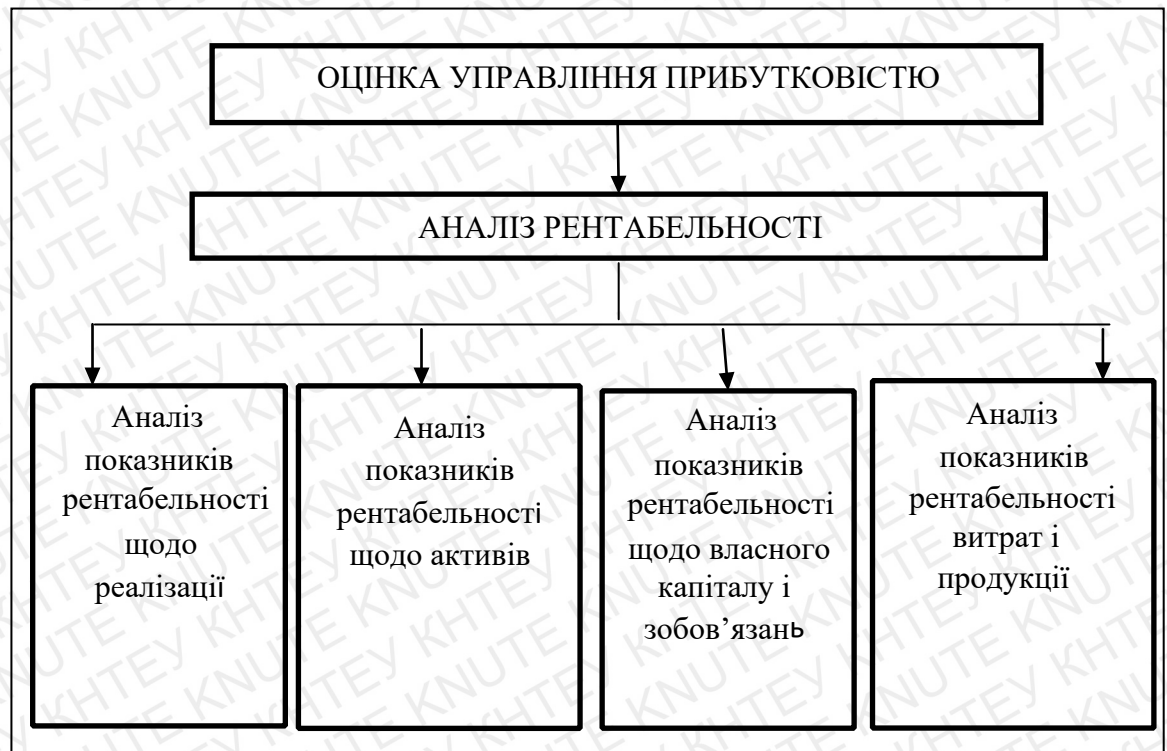 ОЦІНКА УПРАВЛІННЯ ПРИБУТКОВІСТЮ
АНАЛІЗ РЕНТАБЕЛЬНОСТІ
Аналіз
показників
рентабельності
щодо
реалізації
Аналіз
показників
рентабельності
щодо активів
Аналіз
показників
рентабельності
щодо власного
капіталу і
зобов’язань
Аналіз
показників
рентабельності
витрат і
продукції